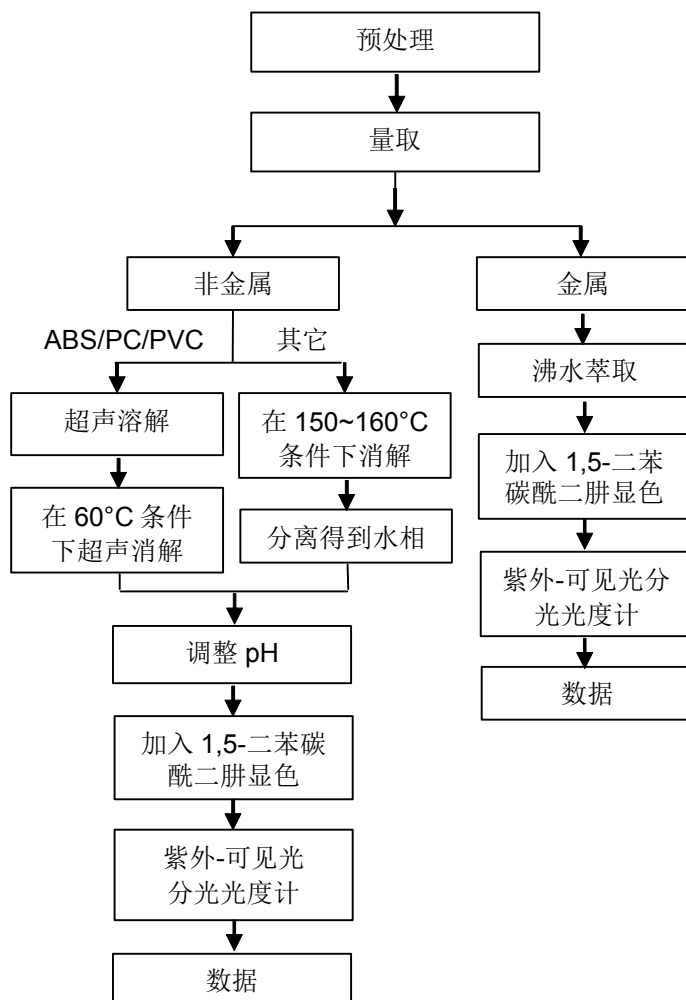 预处理
量取
非金属
金属
ABS/PC/PVC
其它
沸水萃取
超声溶解
在 150~160°C
条件下消解
加入 1,5-二苯
碳酰二肼显色
在 60°C 条件
下超声消解
分离得到水相
紫外-可见光分
光光度计
调整 pH
数据
加入 1,5-二苯碳
酰二肼显色
紫外-可见光
分光光度计
数据